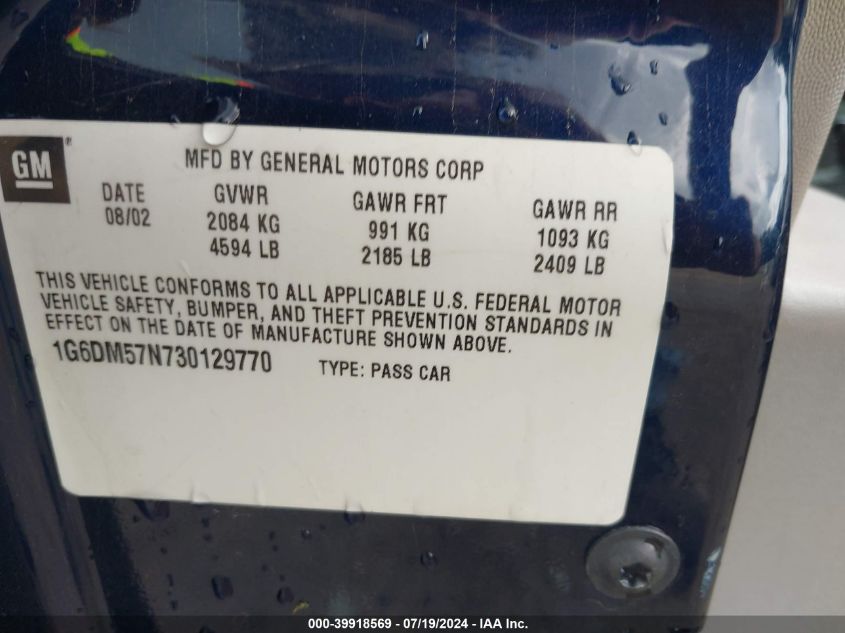 GM
MFD BY GENERAL MOTORS CORP
DATE GVWR GAWR FRT GAWR RR
08/02 2084 KG 991 KG 1093 KG
4594 LB 2185 LB 2409 LB
THIS VEHICLE CONFORMS TO ALL APPLICABLE U.S. FEDERAL MOTOR
VEHICLE SAFETY, BUMPER, AND THEFT PREVENTION STANDARDS IN
EFFECT ON THE DATE OF MANUFACTURE SHOWN ABOVE.
1G6DM57N730129770 TYPE: PASS CAR
000-39918569 - 07/19/2024 - IAA Inc.